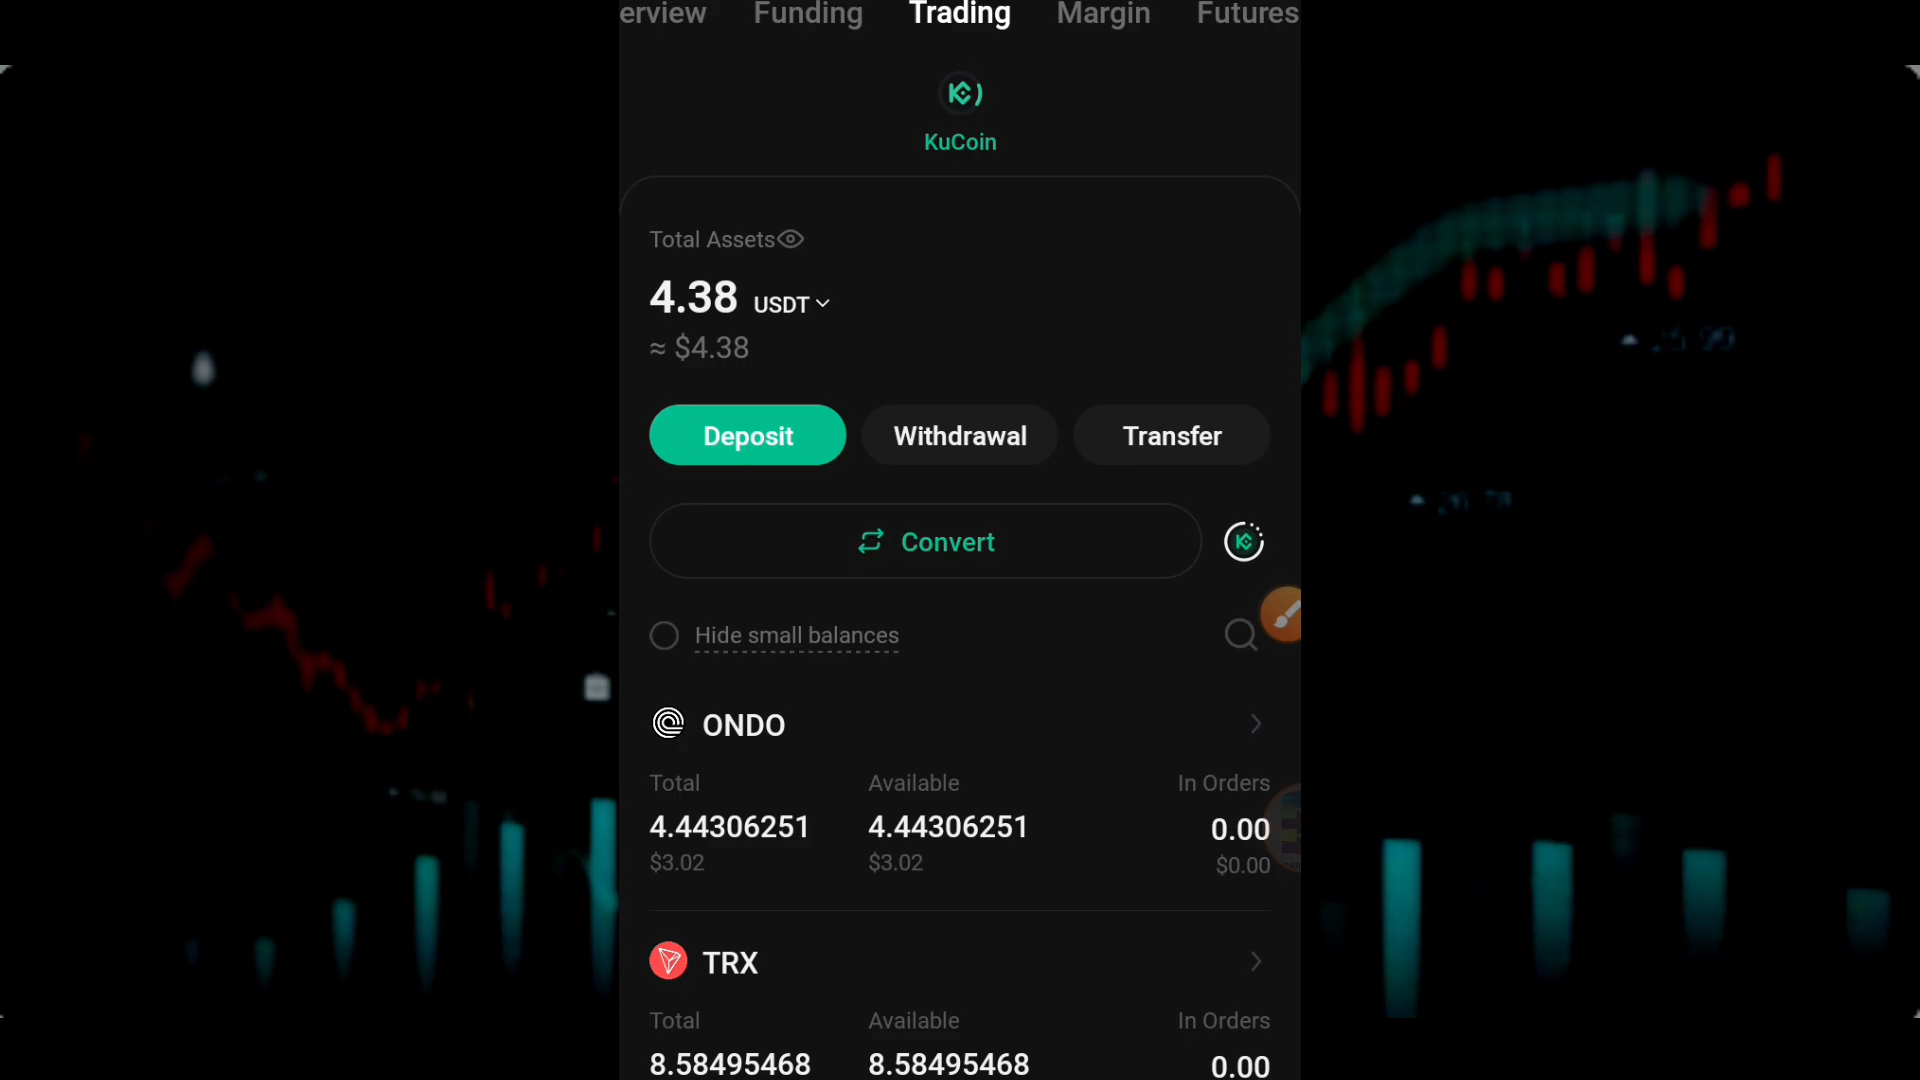 erview Funding Trading Margin Futures
KuCoin
Total Assets
4.38 USDT
≈ $4.38
Deposit Withdrawal Transfer
Convert
Hide small balances
ONDO
Total Available In Orders
4.44306251 4.44306251 0.00
$3.02 $3.02 $0.00
TRX
Total Available In Orders
8.58495468 8.58495468 0.00